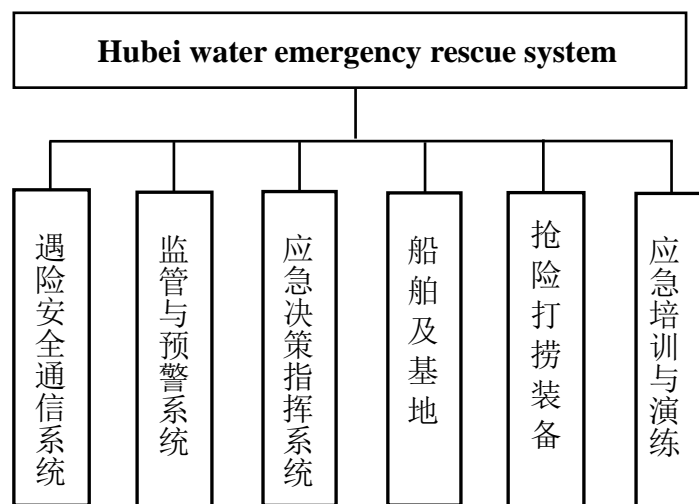 Hubei water emergency rescue system
遇险安全通信系统
监管与预警系统
应急决策指挥系统
船舶及基地
抢险打捞装备
应急培训与演练